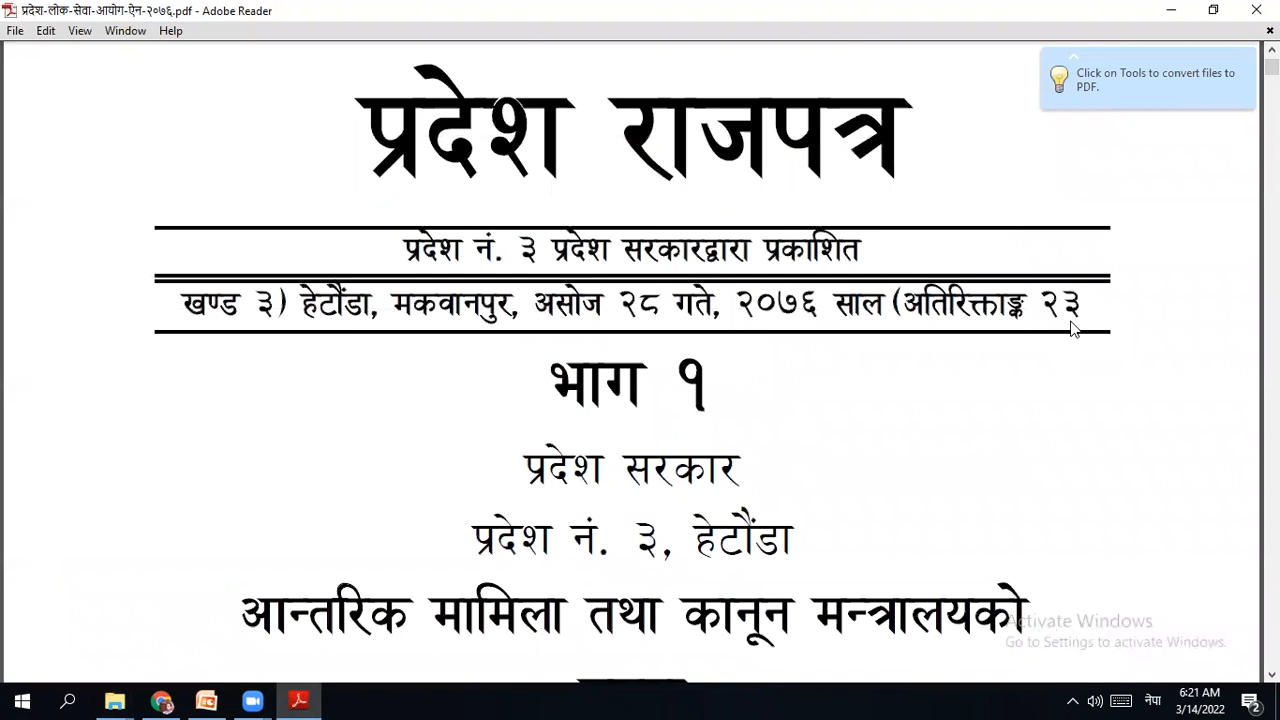 प्रदेश-लोक-सेवा-आयोग-ऐन-२०७६.pdf - Adobe Reader
File Edit View Window Help
Click on Tools to convert files to
PDF.
प्रदेश राजपत्र
प्रदेश नं. ३ प्रदेश सरकारद्वारा प्रकाशित
खण्ड ३) हेटौंडा, मकवानपुर, असोज २८ गते, २०७६ साल (अतिरिक्ताङ्क २३
भाग १
प्रदेश सरकार
प्रदेश नं. ३, हेटौंडा
आन्तरिक मामिला तथा कानून मन्त्रालयको
Activate Windows
Go to Settings to activate Windows.
नेपा
6:21 AM
3/14/2022
2